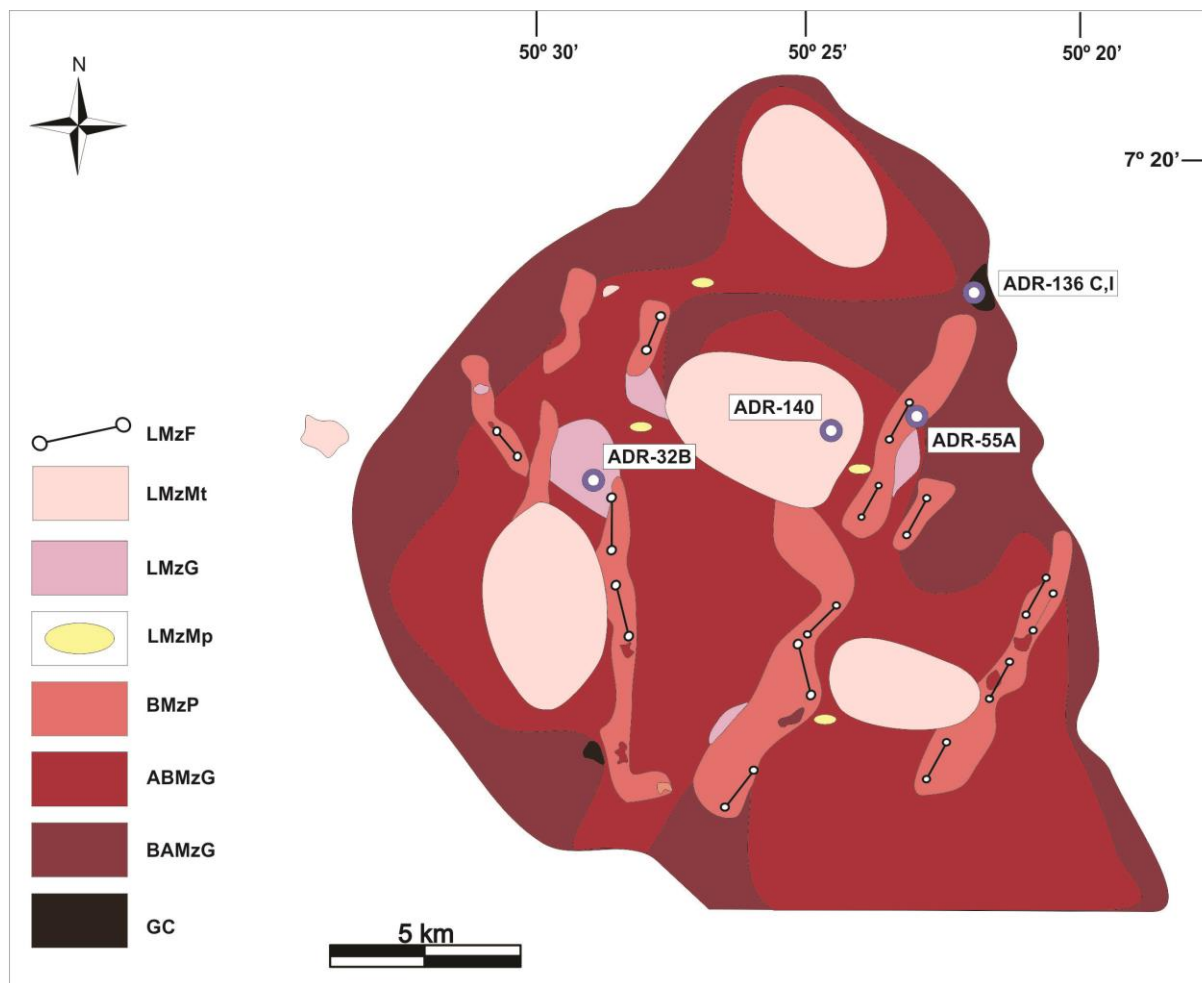 50º 30’
50º 25’
50º 20’
N
7º 20’
ADR-136 C,I
ADR-140
ADR-55A
ADR-32B
LMzF
LMzMt
LMzG
LMzMp
BMzP
ABMzG
BAMzG
GC
5 km